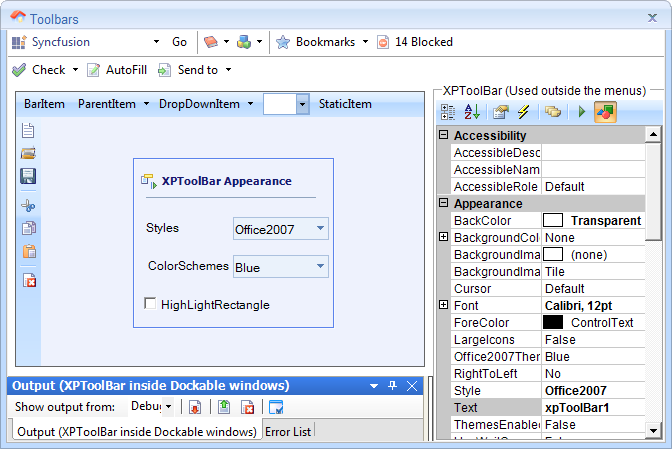 Toolbars
Syncfusion Go Bookmarks 14 Blocked
Check AutoFill Send to
BarItem ParentItem DropDownItem StaticItem
XPToolBar Appearance
Styles Office2007
ColorSchemes Blue
HighLightRectangle
Output (XPToolBar inside Dockable windows)
Show output from: Debu
Output (XPToolBar inside Dockable windows) Error List
XPToolBar (Used outside the menus)
Accessibility
AccessibleDesc
AccessibleNam
AccessibleRole Default
Appearance
BackColor Transparent
BackgroundColo None
BackgroundIma (none)
BackgroundIma Tile
Cursor Default
Font Calibri, 12pt
ForeColor ControlText
LargeIcons False
Office2007Them Blue
RightToLeft No
Style Office2007
Text xpToolBar1
ThemesEnabled False